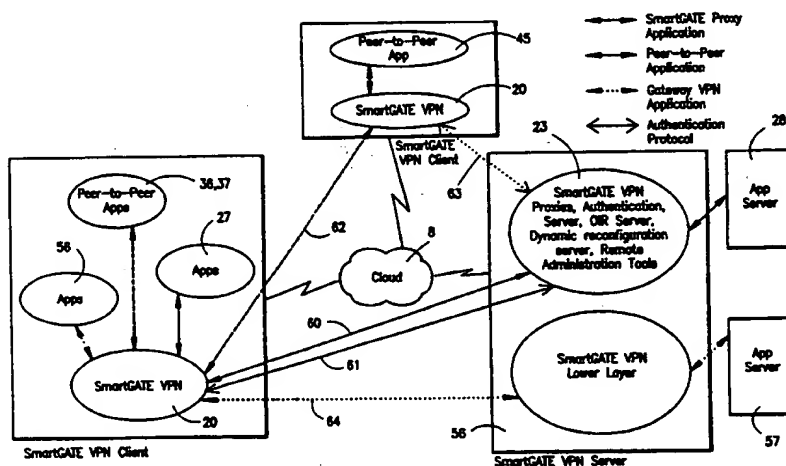 SmartGATE Proxy
Application
Peer-to-Peer
Application
Gateway VPN
Application
Authentication
Protocol
Peer-to-Peer
App
45
SmartGATE VPN
20
SmartGATE
VPN Client
63
23
28
36,37
Peer-to-Peer
Apps
27
56
Apps
Apps
62
8
Cloud
SmartGATE VPN
Proxies, Authentication,
Server, OIR Server,
Dynamic reconfiguration
server, Remote
Administration Tools
App
Server
60
61
SmartGATE VPN
20
64
SmartGATE VPN
Lower Layer
App
Server
56
57
SmartGATE VPN Client
SmartGATE VPN Server